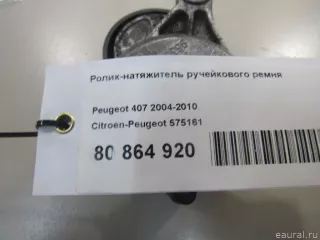 Ролик-натяжитель ручейкового ремня
Peugeot 407 2004-2010
Citroen-Peugeot 575161
80 864 920
eaural.ru